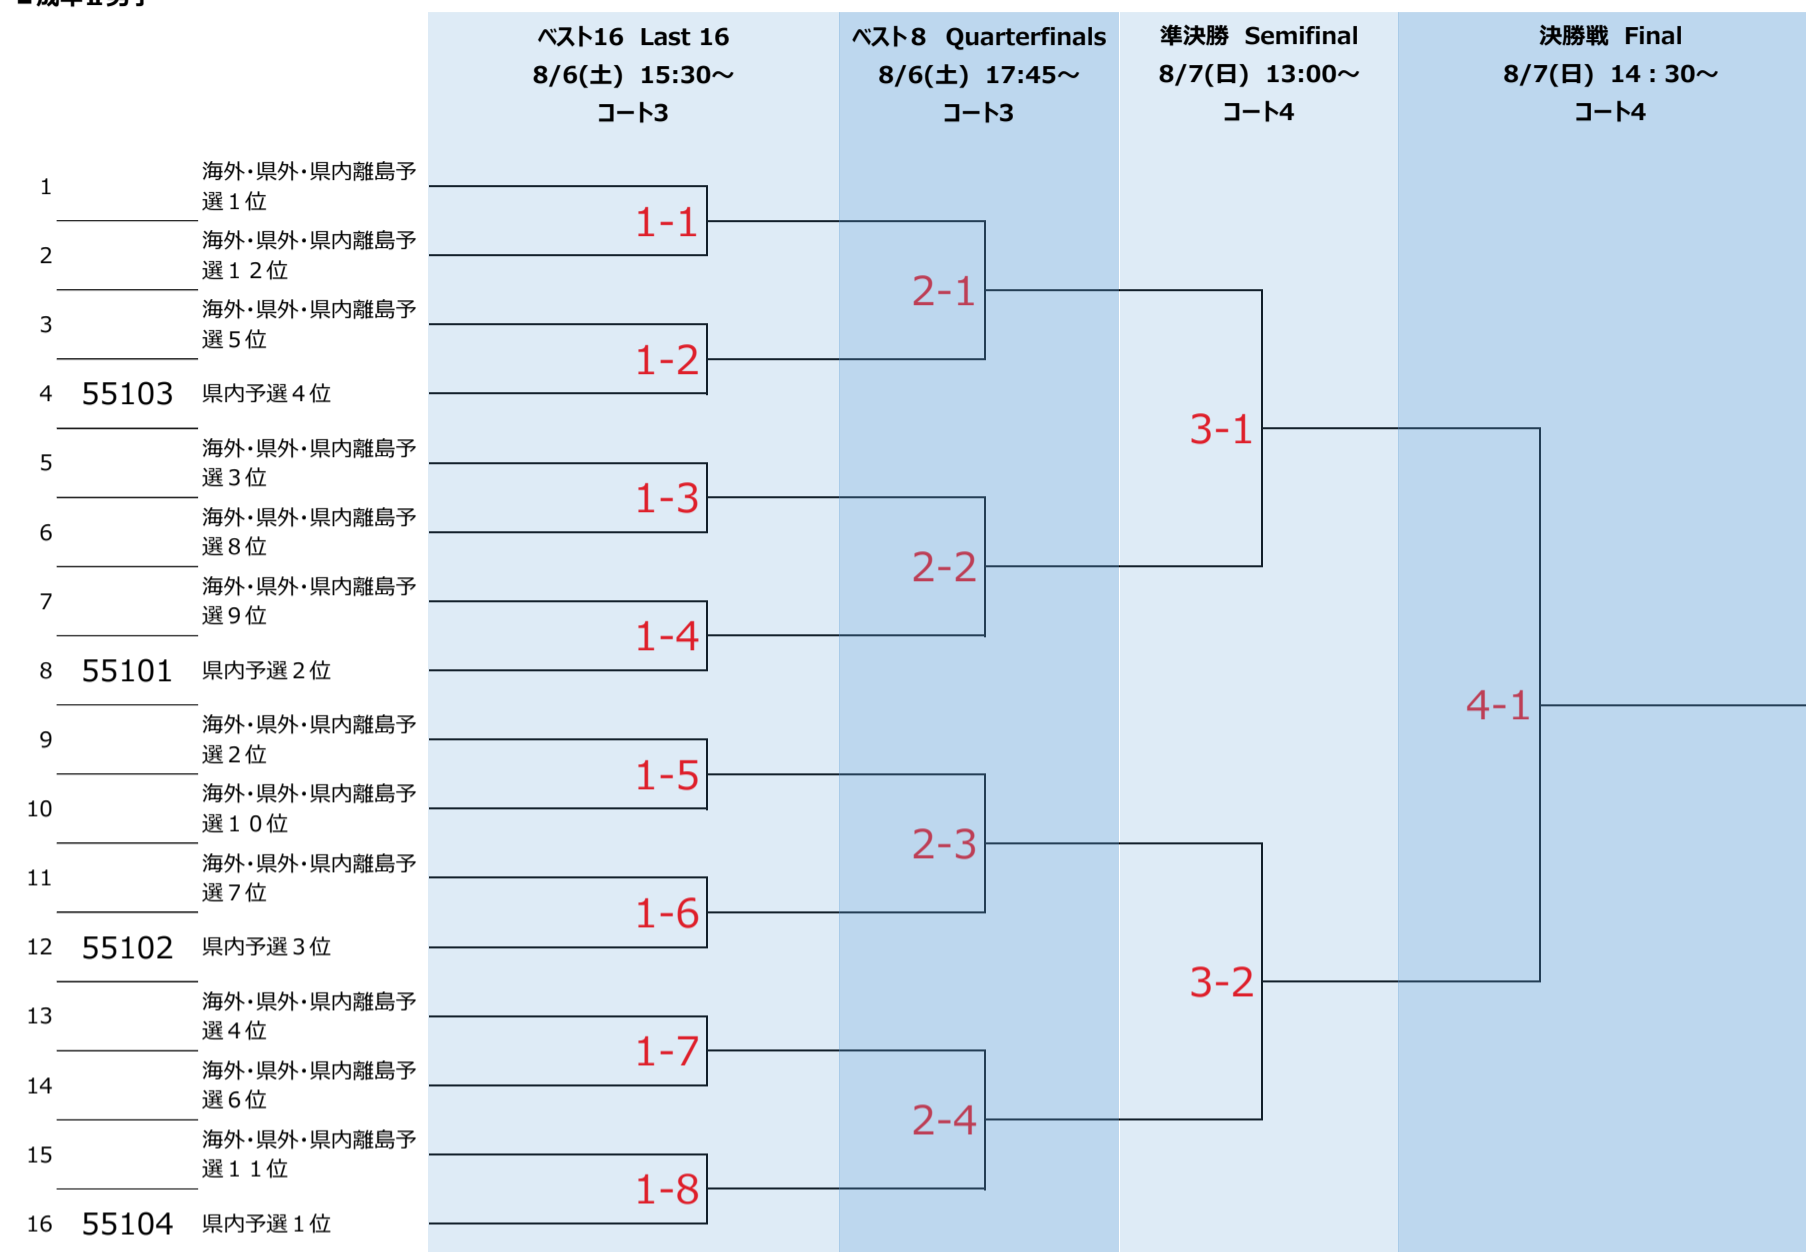 ベスト16 Last 16
8/6(土) 15:30～
コート3
ベスト8 Quarterfinals
8/6(土) 17:45～
コート3
準決勝 Semifinal
8/7(日) 13:00～
コート4
決勝戦 Final
8/7(日) 14：30～
コート4
1 海外・県外・県内離島予
選１位
2 海外・県外・県内離島予
選１２位
3 海外・県外・県内離島予
選５位
4 55103 県内予選４位
5 海外・県外・県内離島予
選３位
6 海外・県外・県内離島予
選８位
7 海外・県外・県内離島予
選９位
8 55101 県内予選２位
9 海外・県外・県内離島予
選２位
10 海外・県外・県内離島予
選１０位
11 海外・県外・県内離島予
選７位
12 55102 県内予選３位
13 海外・県外・県内離島予
選４位
14 海外・県外・県内離島予
選６位
15 海外・県外・県内離島予
選１１位
16 55104 県内予選１位
1-1
1-2
1-3
1-4
1-5
1-6
1-7
1-8
2-1
2-2
2-3
2-4
3-1
3-2
4-1